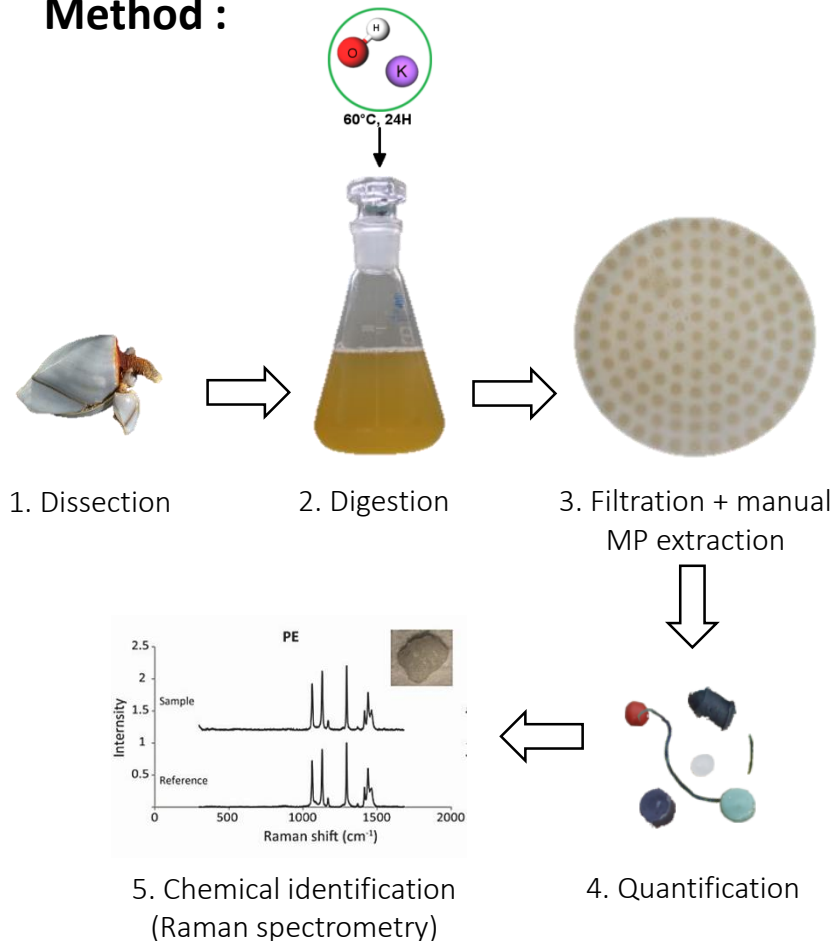 Method :
H
O
K
60°C, 24H
1. Dissection
2. Digestion
3. Filtration + manual
MP extraction
PE
2.5
2
1.5
1
0.5
0
Internsity
Sample
Reference
0
500
1000
1500
2000
Raman shift (cm⁻¹)
5. Chemical identification
(Raman spectrometry)
4. Quantification